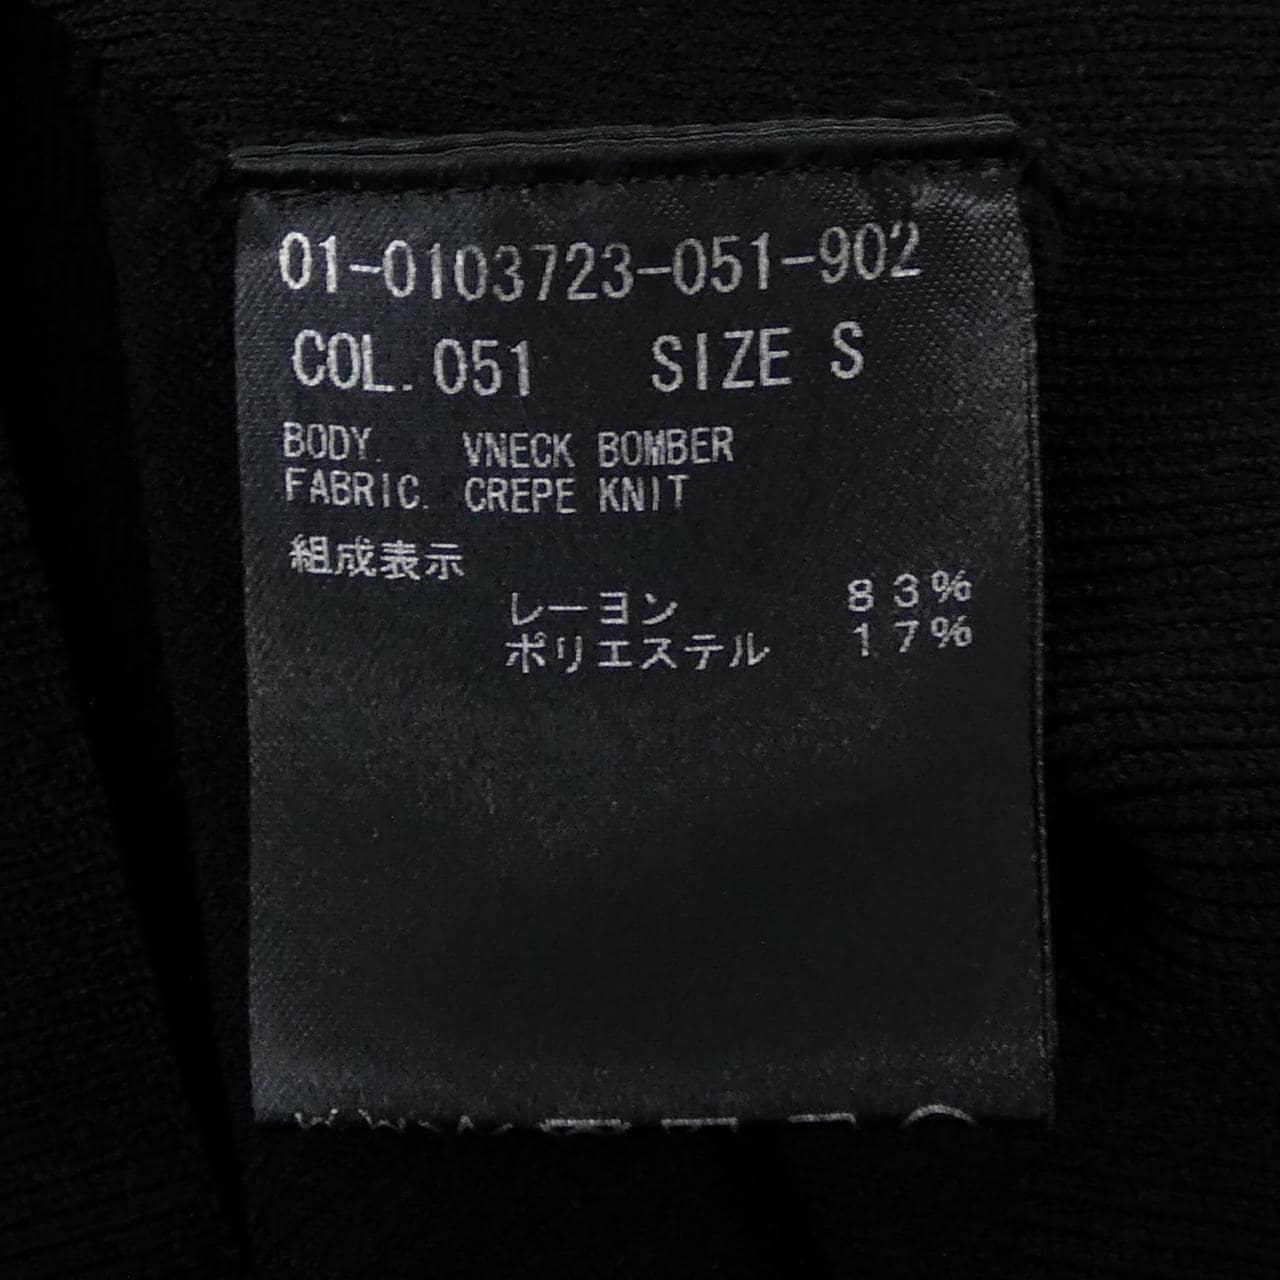 01-0103723-051-902
COL. 051 SIZE S
BODY. VNECK BOMBER
FABRIC. CREPE KNIT
組成表示
レーヨン 83%
ポリエステル 17%